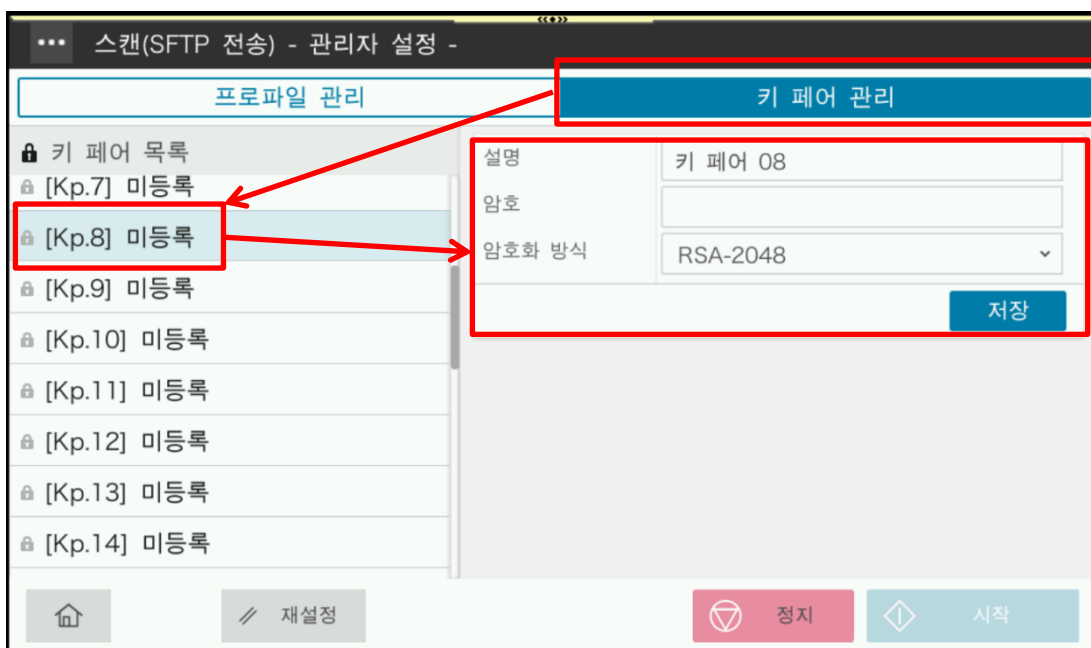 스캔(SFTP 전송) - 관리자 설정 -
프로파일 관리
키 페어 관리
키 페어 목록
[Kp.7] 미등록
[Kp.8] 미등록
[Kp.9] 미등록
[Kp.10] 미등록
[Kp.11] 미등록
[Kp.12] 미등록
[Kp.13] 미등록
[Kp.14] 미등록
설명
키 페어 08
암호
암호화 방식
RSA-2048
저장
재설정
정지
시작